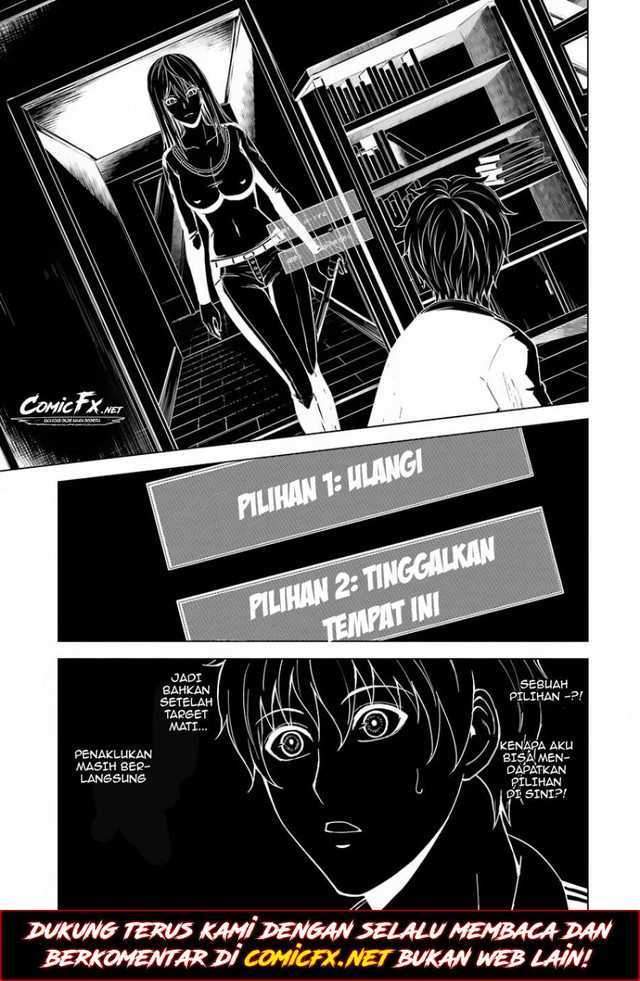 COMICFX.NET
PILIHAN 1: ULANGI
PILIHAN 2: TINGGALKAN
TEMPAT INI
SEBUAH
PILIHAN -?!
KENAPA AKU
BISA MEN-
DAPATKAN
PILIHAN
DI SINI?!
JADI
BAHKAN
SETELAH
TARGET
MATI...
PENAKLUKAN
MASIH BER-
LANGSUNG
DUKUNG TERUS KAMI DENGAN SELALU MEMBACA DAN
BERKOMENTAR DI COMICFX.NET BUKAN WEB LAIN!